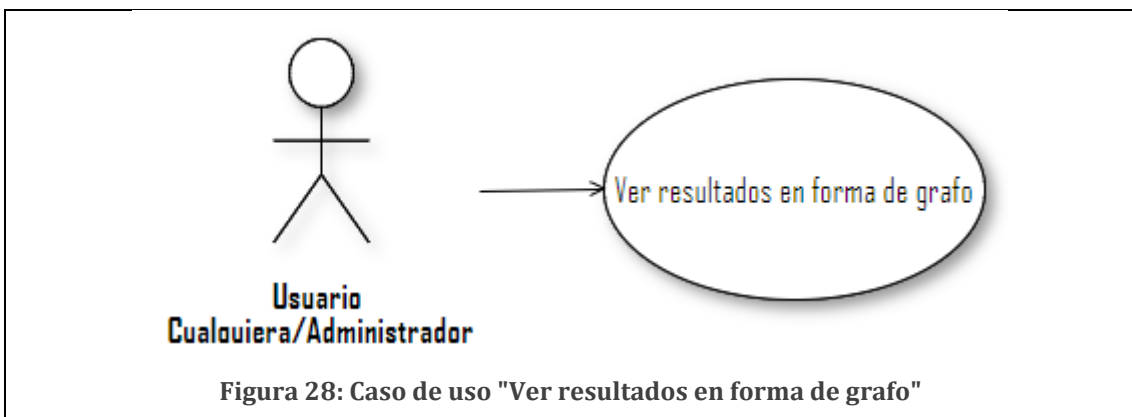 Ver resultados en forma de grafo
Usuario
Cualquiera/Administrador
Figura 28: Caso de uso "Ver resultados en forma de grafo"